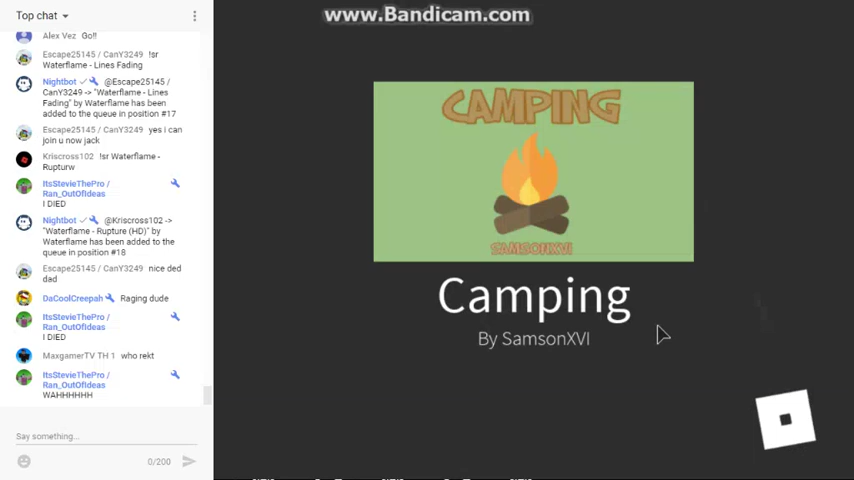 Top chat
www.Bandicam.com
Alex Vez Go!!
Escape25145 / CanY3249 !sr
Waterflame - Lines
Fading
Nightbot @Escape25145 /
CanY3249 -> "Waterflame - Lines
Fading" by Waterflame has been
added to the queue in position #17
Escape25145 / CanY3249 yes i can
join u now jack
Kriscross102 !sr Waterflame -
Rupturw
ItsStevieThePro /
Ran_OutOfIdeas
I DIED
Nightbot @Kriscross102 ->
"Waterflame - Rupture (HD)" by
Waterflame has been added to the
queue in position #18
Escape25145 / CanY3249 nice ded
dad
DaCoolCreepah Raging dude
ItsStevieThePro /
Ran_OutOfIdeas
I DIED
MaxgamerTV TH 1 who rekt
ItsStevieThePro /
Ran_OutOfIdeas
WAHHHHHH
Say something...
0/200
CAMPING
SAMSONXVI
Camping
By SamsonXVI